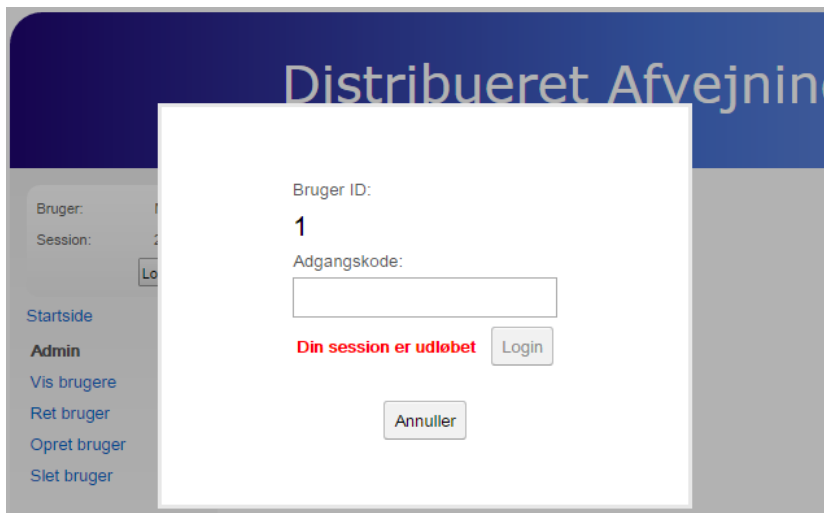 Distribueret
Bruger ID:
1
Adgangskode:
Din session er udløbet Login
Annuller
Bruger:
Session:
Startside
Admin
Vis brugere
Ret bruger
Opret bruger
Slet bruger